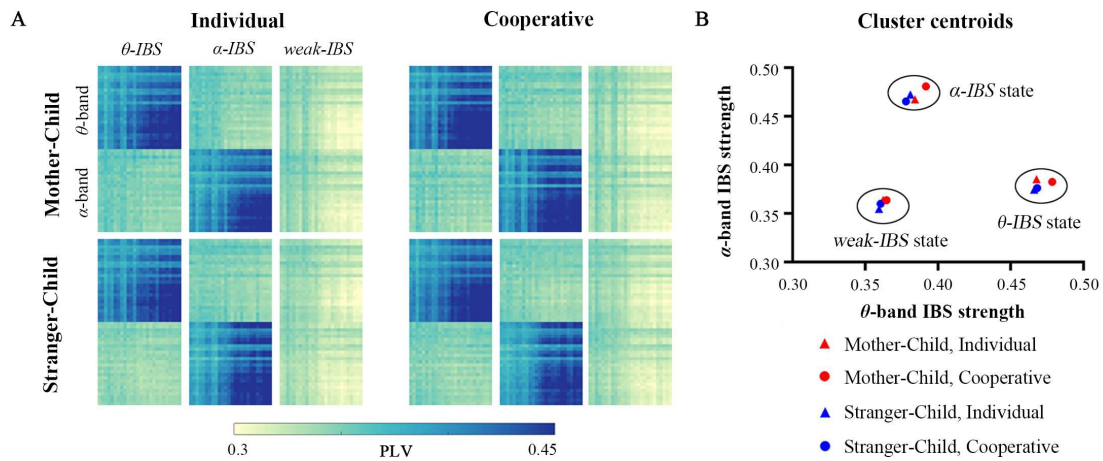 A
Individual
Cooperative
θ-IBS
α-IBS
weak-IBS
Mother-Child
θ-band
α-band
Stranger-Child
0.3
PLV
0.45
B
Cluster centroids
0.50
0.45
0.40
0.35
0.30
α-band IBS strength
α-IBS state
θ-IBS state
weak-IBS state
0.30
0.35
0.40
0.45
0.50
θ-band IBS strength
Mother-Child, Individual
Mother-Child, Cooperative
Stranger-Child, Individual
Stranger-Child, Cooperative